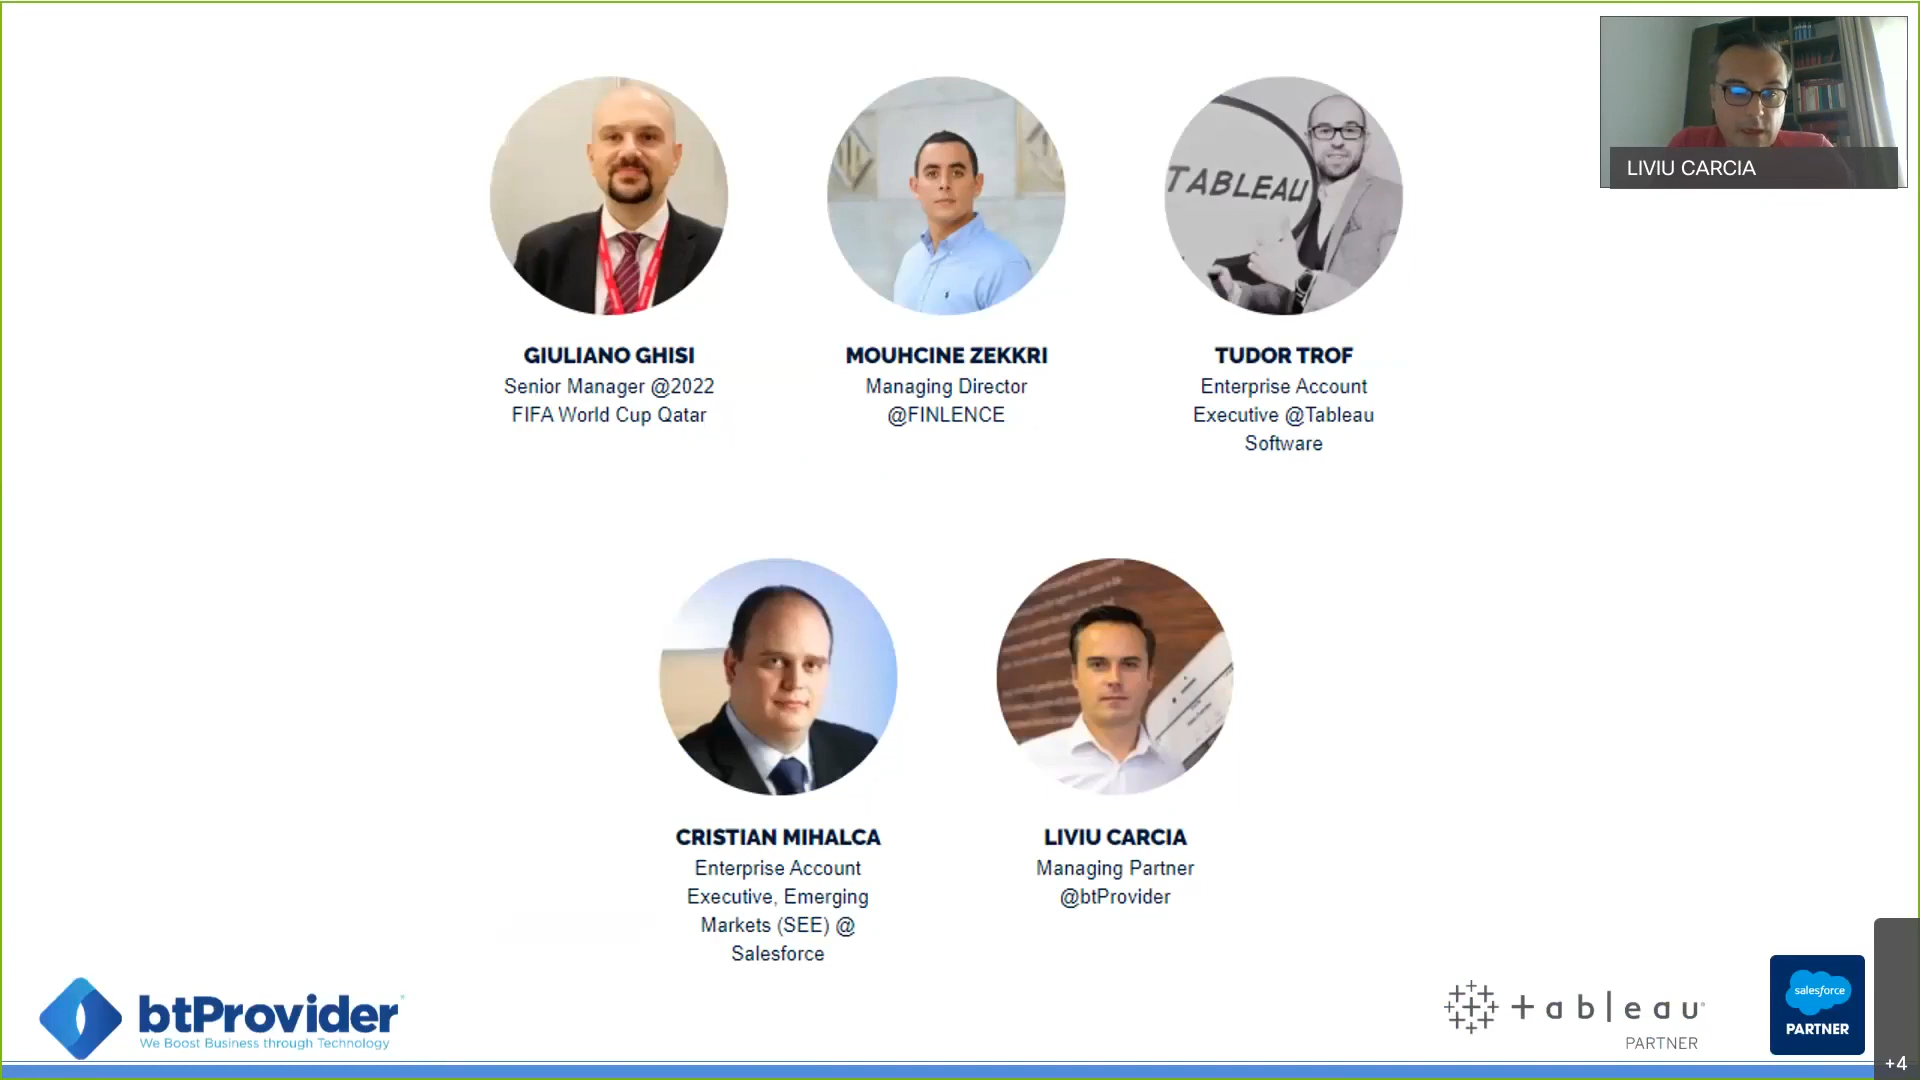 LIVIU CARCIA
TABLEAU
GIULIANO GHISI
Senior Manager @2022
FIFA World Cup Qatar
MOUHCINE ZEKKRI
Managing Director
@FINLENCE
TUDOR TROF
Enterprise Account
Executive @Tableau
Software
CRISTIAN MIHALCA
Enterprise Account
Executive, Emerging
Markets (SEE) @
Salesforce
LIVIU CARCIA
Managing Partner
@btProvider
btProvider
We Boost Business through Technology
+ableau
PARTNER
salesforce
PARTNER
+4